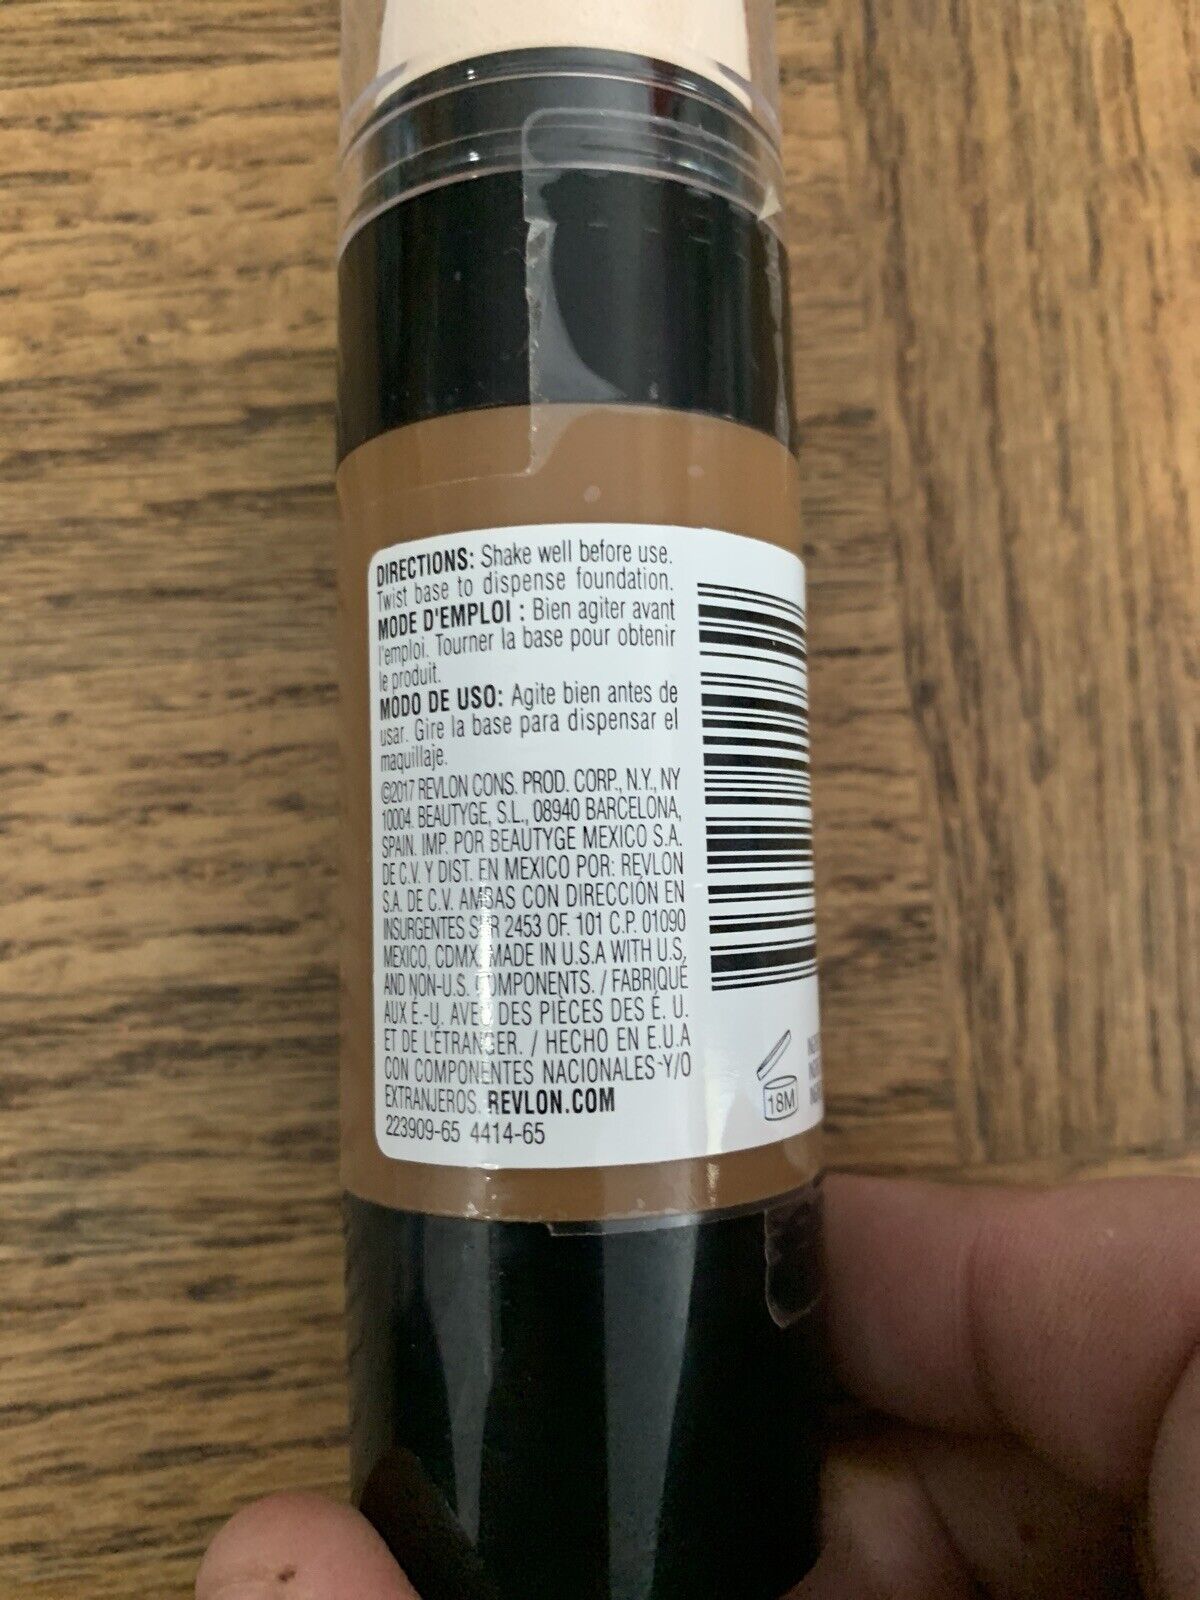 DIRECTIONS: Shake well before use.
Twist base to dispense foundation.
MODE D'EMPLOI : Bien agiter avant
l'emploi. Tourner la base pour obtenir
le produit.
MODO DE USO: Agite bien antes de
usar. Gire la base para dispensar el
maquillaje.
©2017 REVLON CONS. PROD. CORP., N.Y., NY
10004. BEAUTYGE, S.L., 08940 BARCELONA,
SPAIN. IMP. POR BEAUTYGE MEXICO S.A.
DE C.V. Y DIST. EN MEXICO POR: REVLON
S.A. DE C.V. AMBAS CON DIRECCIÓN EN
INSURGENTES SUR 2453 OF. 101 C.P. 01090
MEXICO, CDMX. MADE IN U.S.A WITH U.S.
AND NON-U.S. COMPONENTS. / FABRIQUÉ
AUX É.-U. AVEC DES PIÈCES DES É. U.
ET DE L'ÉTRANGER. / HECHO EN E.U.A
CON COMPONENTES NACIONALES Y/O
EXTRANJEROS. REVLON.COM
223909-65 4414-65
18M